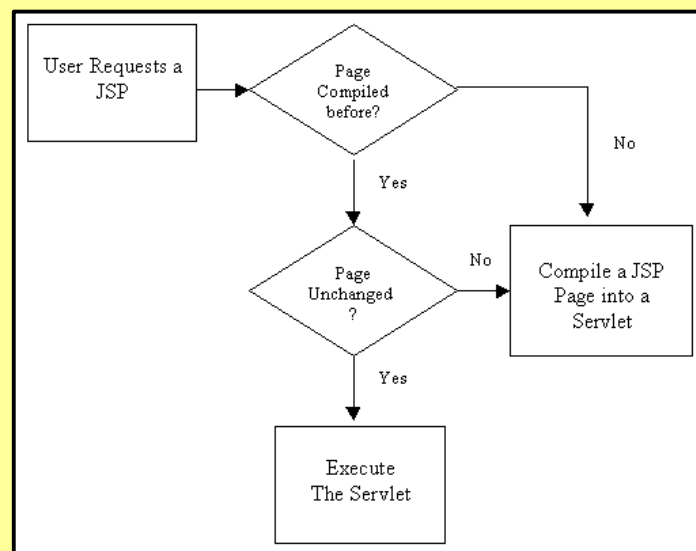 User Requests a
JSP
Page
Compiled
before?
No
Yes
Page
Unchanged
?
No
Compile a JSP
Page into a
Servlet
Yes
Execute
The Servlet